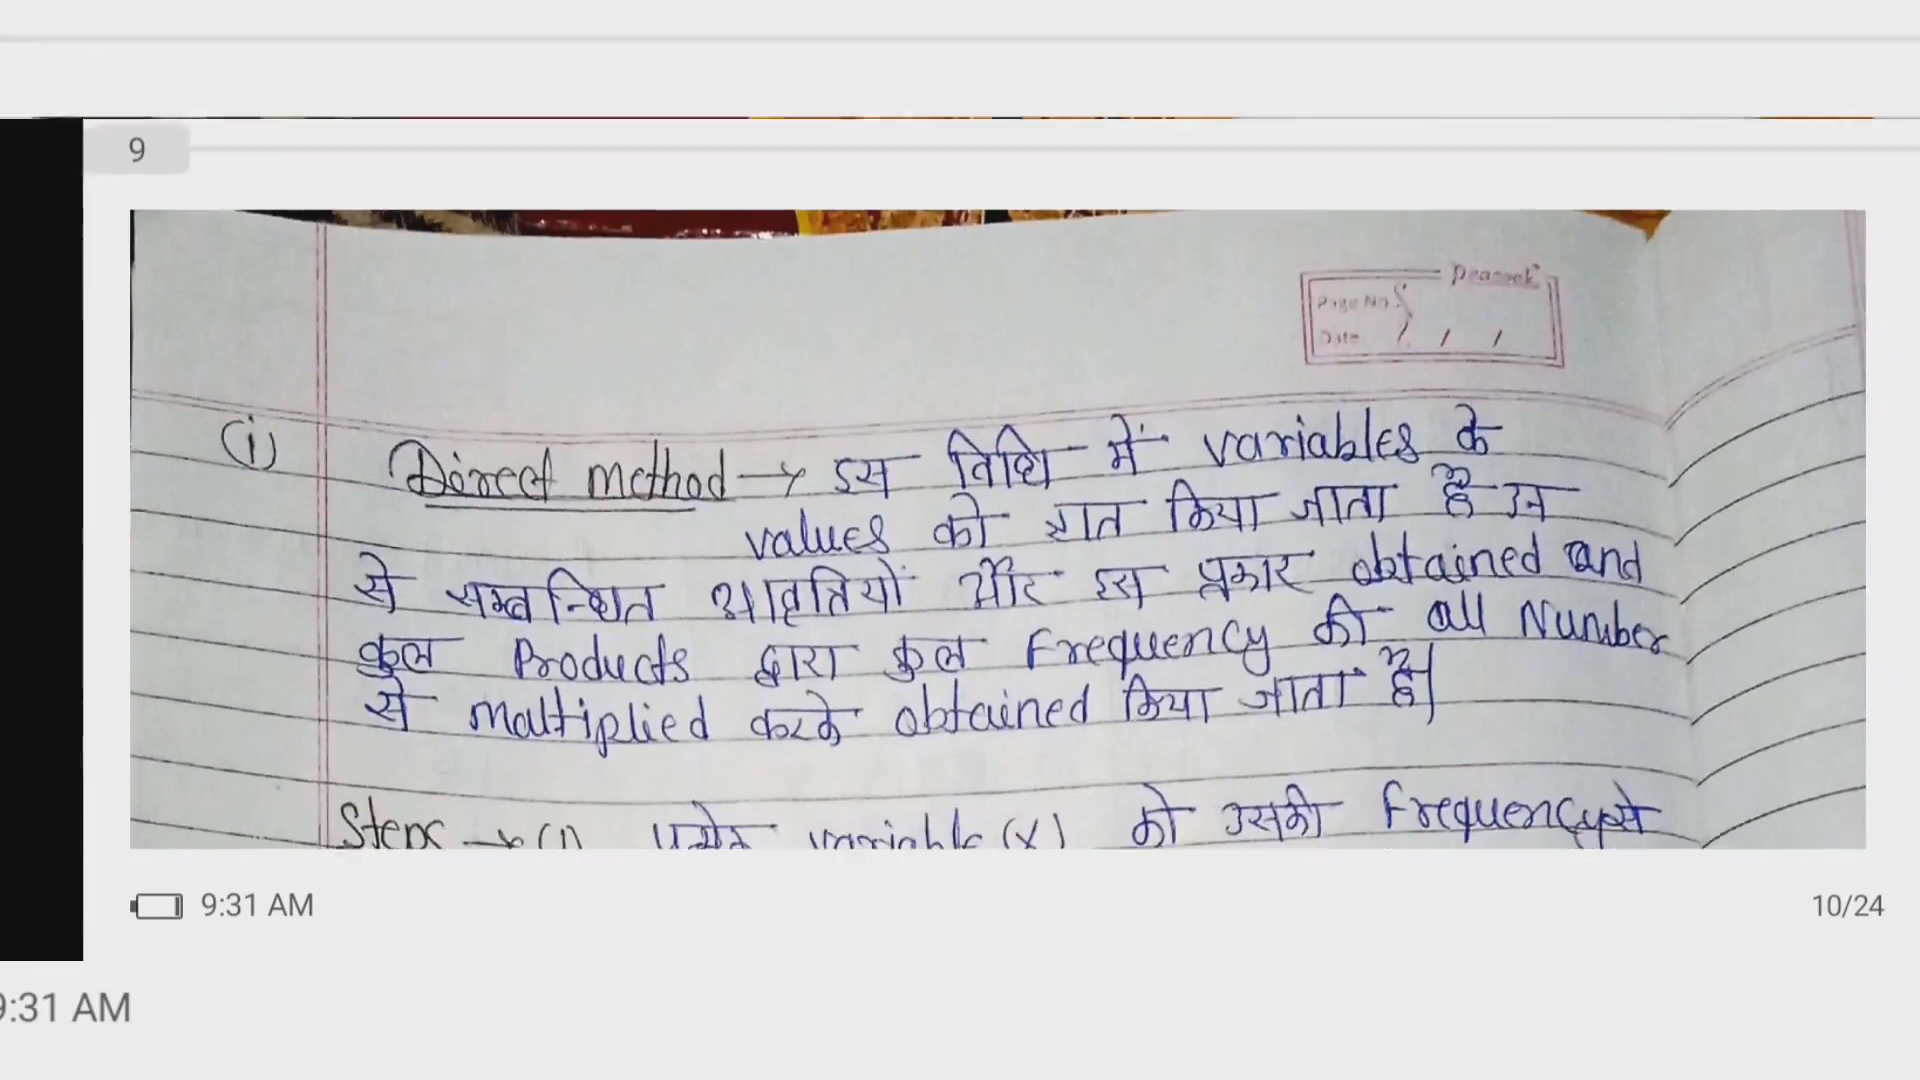 9
Peacock
Page No.
Date / / /
(i) Direct method → इस विधि में variables के
values को ज्ञात किया जाता है उन
से सम्बन्धित आवृतियों और इस प्रकार obtained and
कुल Products द्वारा कुल Frequency की all Number
से maltiplied करके obtained किया जाता है।
Steps → (1) प्रत्येक variable (x) को उसकी Frequency से
9:31 AM 10/24
9:31 AM